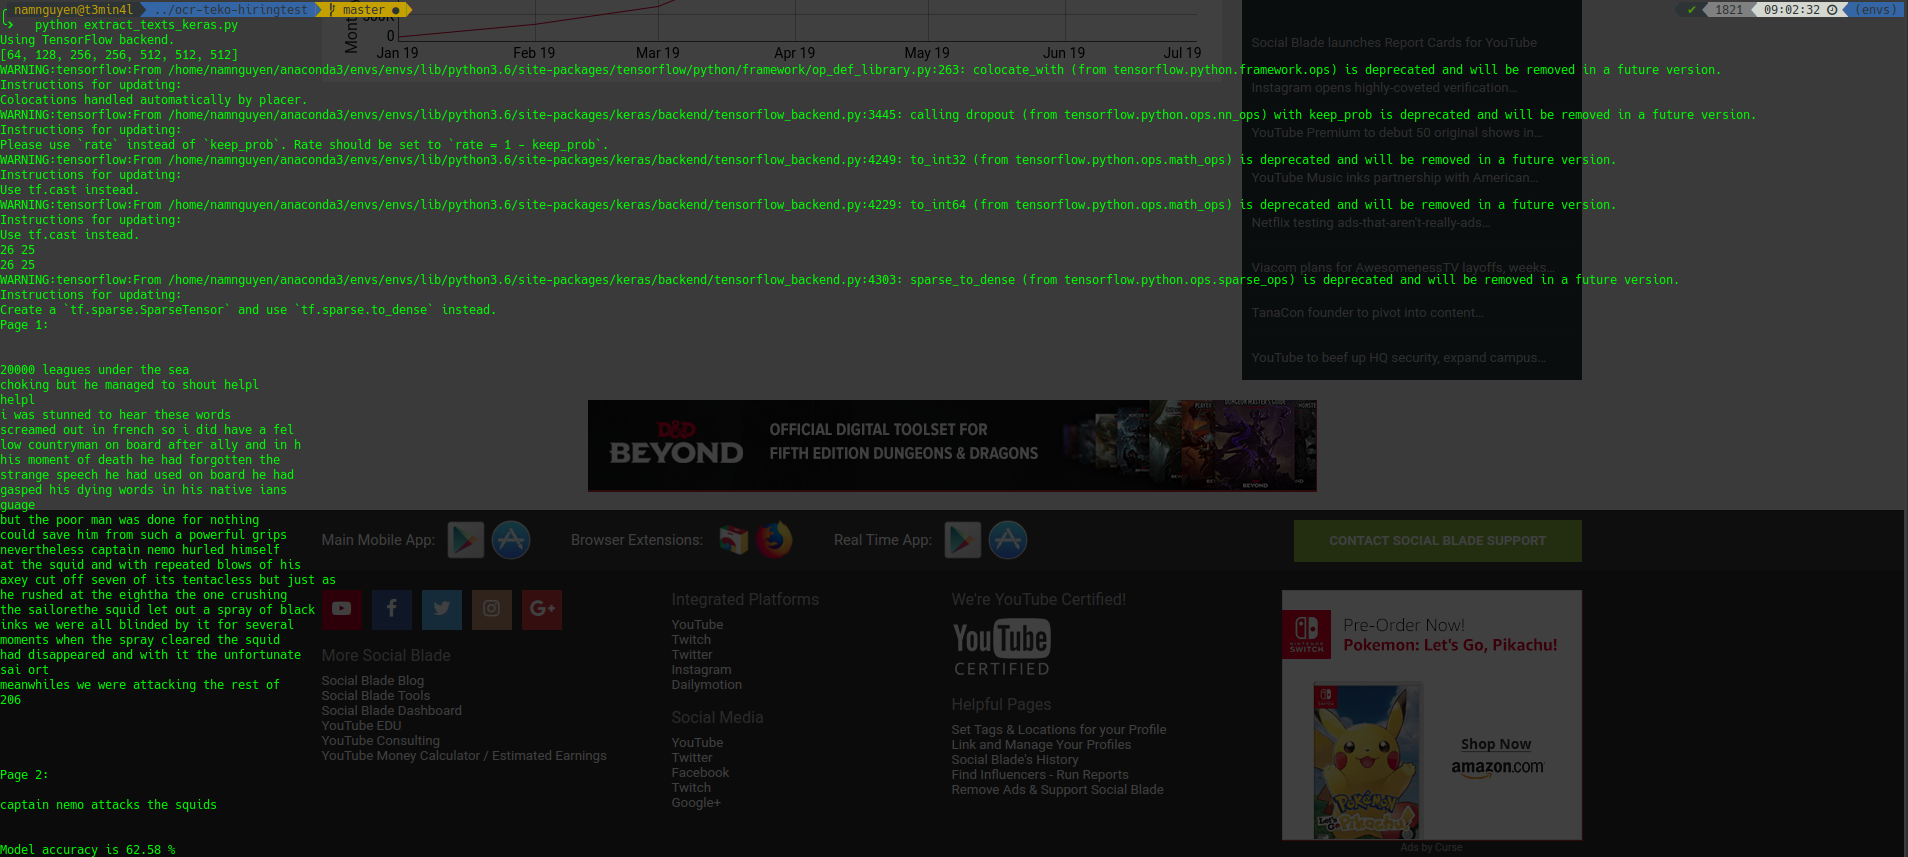 namnguyen@t3min4l ../ocr-teko-hiringtest master ● ✔ 1821 09:02:32 (envs)
python extract_texts_keras.py
Using TensorFlow backend.
[64, 128, 256, 256, 512, 512, 512]
WARNING:tensorflow:From /home/namnguyen/anaconda3/envs/envs/lib/python3.6/site-packages/tensorflow/python/framework/op_def_library.py:263: colocate_with (from tensorflow.python.framework.ops) is deprecated and will be removed in a future version.
Instructions for updating:
Colocations handled automatically by placer.
WARNING:tensorflow:From /home/namnguyen/anaconda3/envs/envs/lib/python3.6/site-packages/keras/backend/tensorflow_backend.py:3445: calling dropout (from tensorflow.python.ops.nn_ops) with keep_prob is deprecated and will be removed in a future version.
Instructions for updating:
Please use `rate` instead of `keep_prob`. Rate should be set to `rate = 1 - keep_prob`.
WARNING:tensorflow:From /home/namnguyen/anaconda3/envs/envs/lib/python3.6/site-packages/keras/backend/tensorflow_backend.py:4249: to_int32 (from tensorflow.python.ops.math_ops) is deprecated and will be removed in a future version.
Instructions for updating:
Use tf.cast instead.
WARNING:tensorflow:From /home/namnguyen/anaconda3/envs/envs/lib/python3.6/site-packages/keras/backend/tensorflow_backend.py:4229: to_int64 (from tensorflow.python.ops.math_ops) is deprecated and will be removed in a future version.
Instructions for updating:
Use tf.cast instead.
26 25
26 25
WARNING:tensorflow:From /home/namnguyen/anaconda3/envs/envs/lib/python3.6/site-packages/keras/backend/tensorflow_backend.py:4303: sparse_to_dense (from tensorflow.python.ops.sparse_ops) is deprecated and will be removed in a future version.
Instructions for updating:
Create a `tf.sparse.SparseTensor` and use `tf.sparse.to_dense` instead.
Page 1:
20000 leagues under the sea
choking but he managed to shout helpl
helpl
i was stunned to hear these words
screamed out in french so i did have a fel
low countryman on board after ally and in h
his moment of death he had forgotten the
strange speech he had used on board he had
gasped his dying words in his native ians
guage
but the poor man was done for nothing
could save him from such a powerful grips
nevertheless captain nemo hurled himself
at the squid and with repeated blows of his
axey cut off seven of its tentacless but just as
he rushed at the eightha the one crushing
the sailorethe squid let out a spray of black
inks we were all blinded by it for several
moments when the spray cleared the squid
had disappeared and with it the unfortunate
sai ort
meanwhiles we were attacking the rest of
206
Page 2:
captain nemo attacks the squids
Model accuracy is 62.58 %
0
Jan 19 Feb 19 Mar 19 Apr 19 May 19 Jun 19 Jul 19
Social Blade launches Report Cards for YouTube
Instagram opens highly-coveted verification...
YouTube Premium to debut 50 original shows in...
YouTube Music inks partnership with American...
Netflix testing ads-that-aren't-really-ads...
Viacom plans for AwesomenessTV layoffs, weeks...
TanaCon founder to pivot into content...
YouTube to beef up HQ security, expand campus...
D&D
BEYOND
OFFICIAL DIGITAL TOOLSET FOR
FIFTH EDITION DUNGEONS & DRAGONS
Main Mobile App: Browser Extensions: Real Time App:
CONTACT SOCIAL BLADE SUPPORT
More Social Blade
Social Blade Blog
Social Blade Tools
Social Blade Dashboard
YouTube EDU
YouTube Consulting
YouTube Money Calculator / Estimated Earnings
Integrated Platforms
YouTube
Twitch
Twitter
Instagram
Dailymotion
Social Media
YouTube
Twitter
Facebook
Twitch
Google+
We're YouTube Certified!
YouTube
CERTIFIED
Helpful Pages
Set Tags & Locations for your Profile
Link and Manage Your Profiles
Social Blade's History
Find Influencers - Run Reports
Remove Ads & Support Social Blade
NINTENDO
SWITCH
Pre-Order Now!
Pokemon: Let's Go, Pikachu!
Pokémon
Let's Go
Pikachu!
Shop Now
amazon.com
Ads by Curse